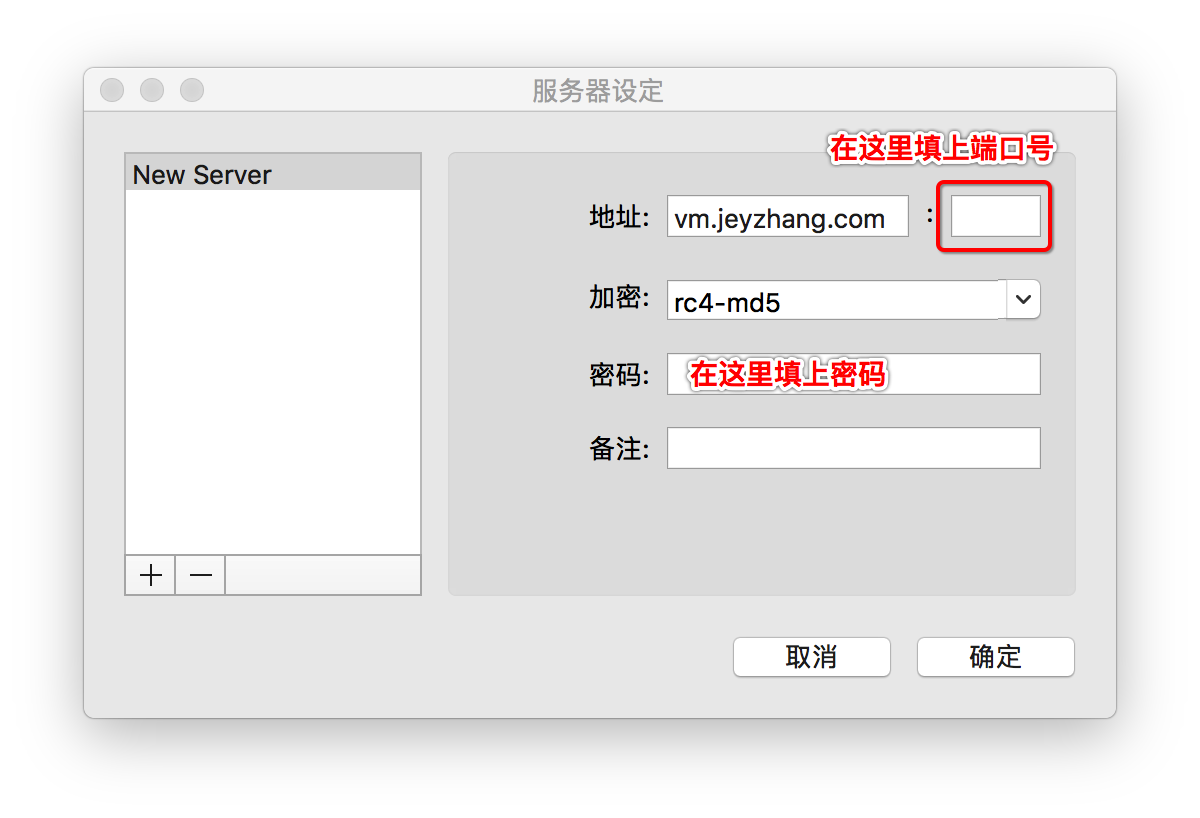 服务器设定
New Server
在这里填上端口号
地址: vm.jeyzhang.com :
加密: rc4-md5
密码: 在这里填上密码
备注:
取消 确定